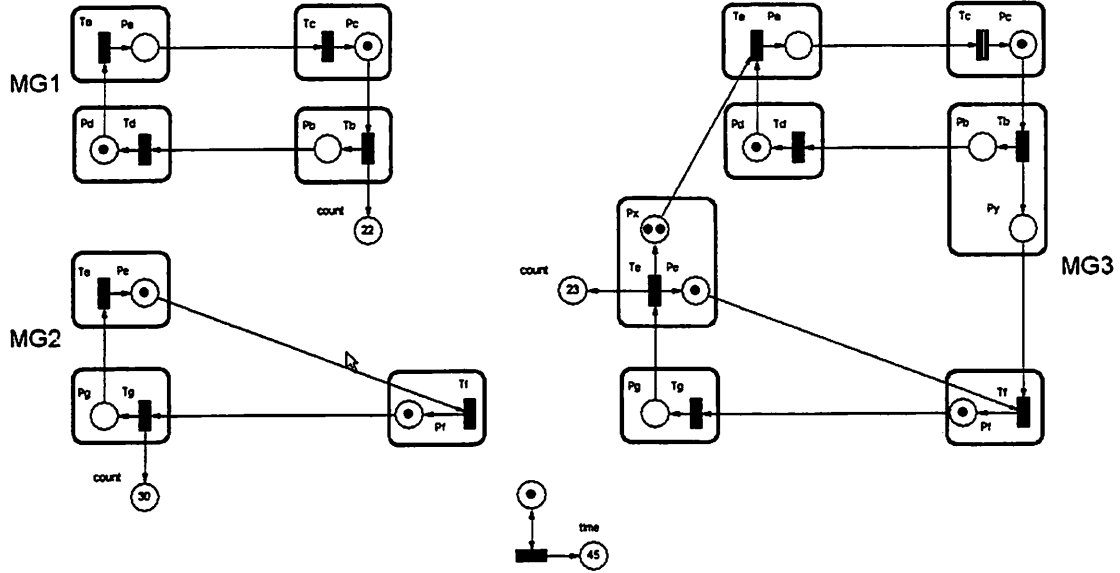 Ta Pa Tc Pc
MG1
Pd Td Pb Tb
count
22
Te Pe
MG2
Pg Tg Tf
Pf
count
30
Ta Pa Tc Pc
Pd Td Pb Tb
Px Py
MG3
Te Pe
count
23
Pg Tg Tf
Pf
time
45